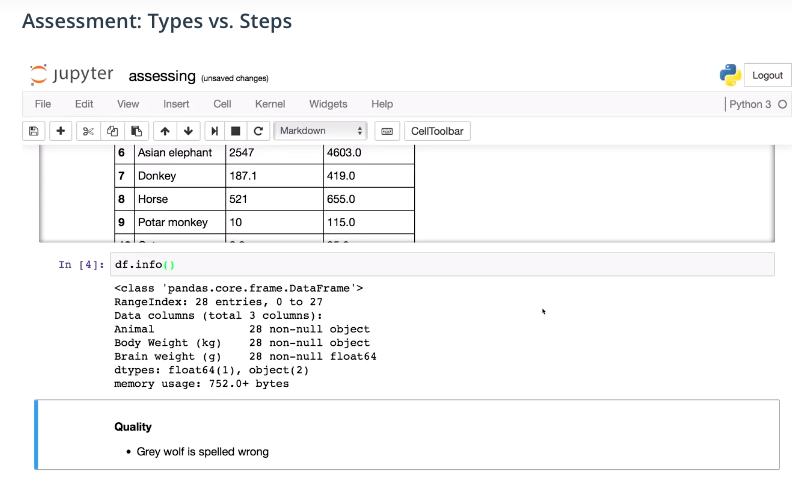 Assessment: Types vs. Steps
jupyter assessing (unsaved changes)
Logout
File Edit View Insert Cell Kernel Widgets Help
Python 3
Markdown CellToolbar
6 Asian elephant 2547 4603.0
7 Donkey 187.1 419.0
8 Horse 521 655.0
9 Potar monkey 10 115.0
In [4]: df.info()
<class 'pandas.core.frame.DataFrame'>
RangeIndex: 28 entries, 0 to 27
Data columns (total 3 columns):
Animal 28 non-null object
Body Weight (kg) 28 non-null object
Brain weight (g) 28 non-null float64
dtypes: float64(1), object(2)
memory usage: 752.0+ bytes
Quality
• Grey wolf is spelled wrong